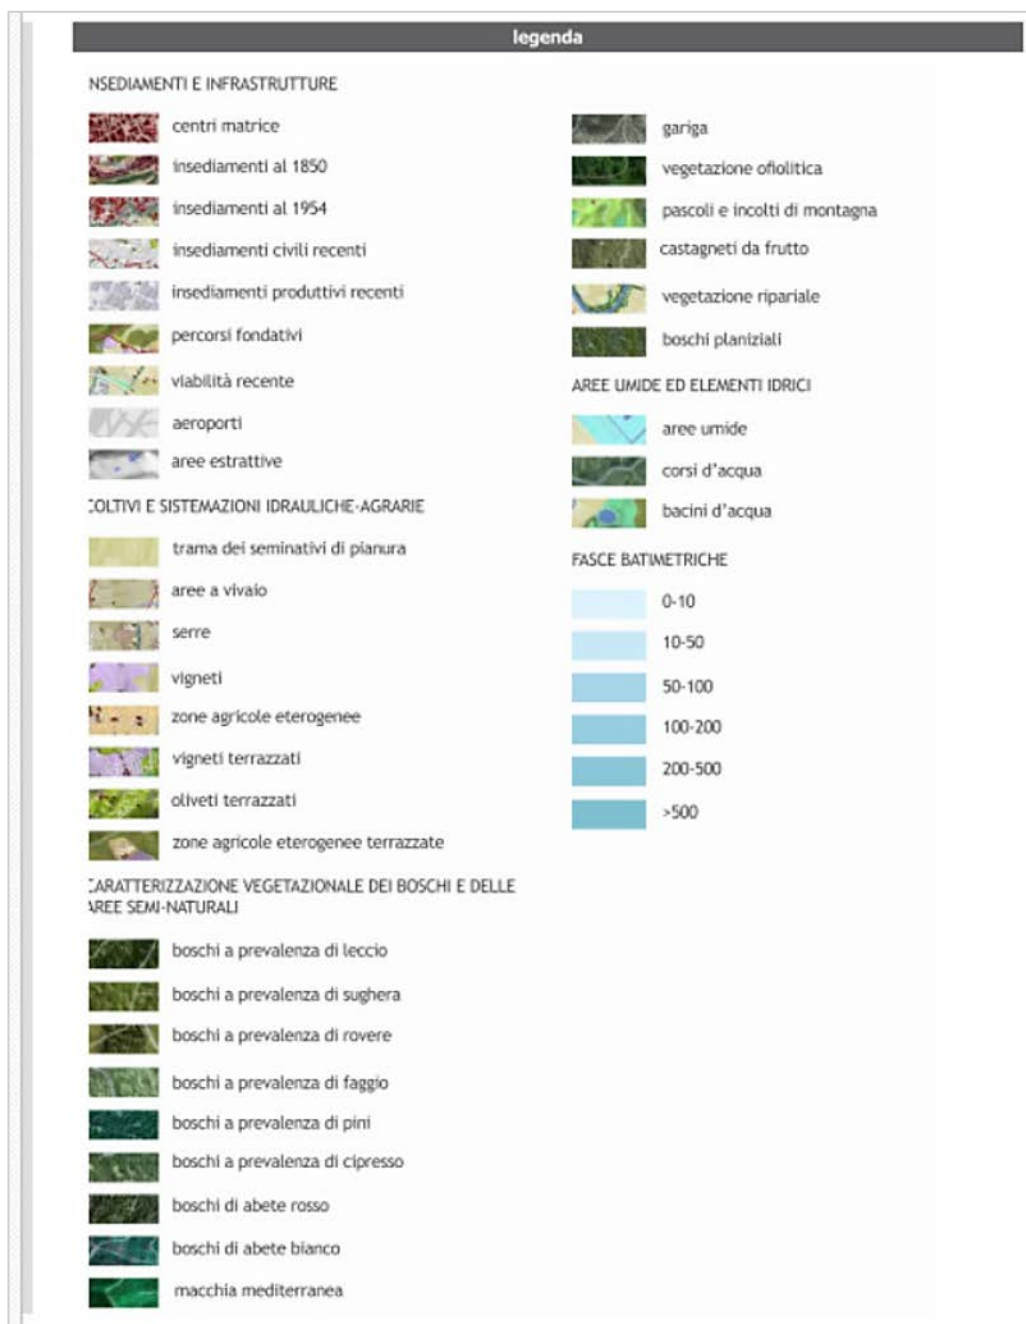 legenda
NSEDIAMENTI E INFRASTRUTTURE
centri matrice
insediamenti al 1850
insediamenti al 1954
insediamenti civili recenti
insediamenti produttivi recenti
percorsi fondativi
viabilità recente
aeroporti
aree estrattive
COLTIVI E SISTEMAZIONI IDRAULICHE-AGRARIE
trama dei seminativi di pianura
aree a vivaio
serre
vigneti
zone agricole eterogenee
vigneti terrazzati
oliveti terrazzati
zone agricole eterogenee terrazzate
CARATTERIZZAZIONE VEGETAZIONALE DEI BOSCHI E DELLE
AREE SEMI-NATURALI
boschi a prevalenza di leccio
boschi a prevalenza di sughera
boschi a prevalenza di rovere
boschi a prevalenza di faggio
boschi a prevalenza di pini
boschi a prevalenza di cipresso
boschi di abete rosso
boschi di abete bianco
macchia mediterranea
gariga
vegetazione ofiolitica
pascoli e incolti di montagna
castagneti da frutto
vegetazione ripariale
boschi planiziali
AREE UMIDE ED ELEMENTI IDRICI
aree umide
corsi d'acqua
bacini d'acqua
FASCE BATIMETRICHE
0-10
10-50
50-100
100-200
200-500
>500